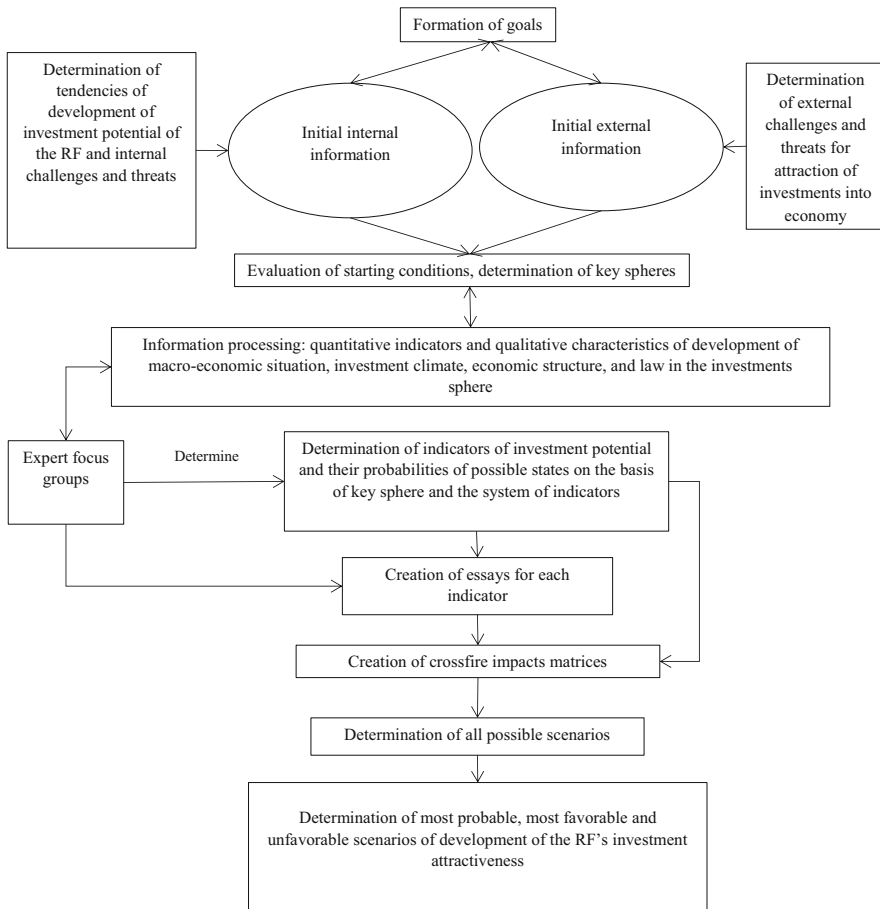 Formation of goals
Determination of
tendencies of
development of
investment potential of
the RF and internal
challenges and threats
Initial internal
information
Initial external
information
Determination
of external
challenges and
threats for
attraction of
investments into
economy
Evaluation of starting conditions, determination of key spheres
Information processing: quantitative indicators and qualitative characteristics of development of
macro-economic situation, investment climate, economic structure, and law in the investments
sphere
Expert focus
groups
Determine
Determination of indicators of investment potential
and their probabilities of possible states on the basis
of key sphere and the system of indicators
Creation of essays for each
indicator
Creation of crossfire impacts matrices
Determination of all possible scenarios
Determination of most probable, most favorable and
unfavorable scenarios of development of the RF's investment
attractiveness